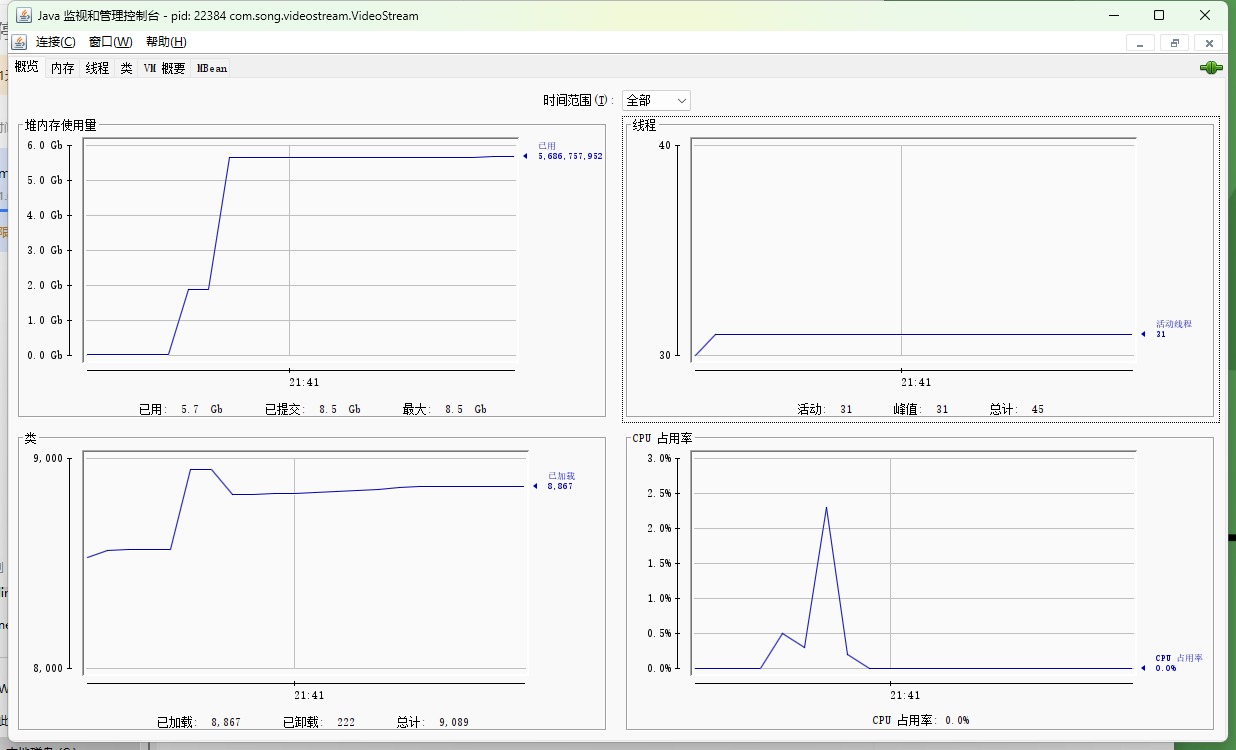 Java 监视和管理控制台 - pid: 22384 com.song.videostream.VideoStream
连接(C) 窗口(W) 帮助(H)
概览 内存 线程 类 VM 概要 MBean
时间范围(I): 全部
堆内存使用量
6.0 Gb
5.0 Gb
4.0 Gb
3.0 Gb
2.0 Gb
1.0 Gb
0.0 Gb
已用
5,686,757,952
21:41
已用: 5.7 Gb 已提交: 8.5 Gb 最大: 8.5 Gb
线程
40
30
活动线程
31
21:41
活动: 31 峰值: 31 总计: 45
类
9,000
8,000
已加载
8,867
21:41
已加载: 8,867 已卸载: 222 总计: 9,089
CPU 占用率
3.0%
2.5%
2.0%
1.5%
1.0%
0.5%
0.0%
CPU 占用率
0.0%
21:41
CPU 占用率: 0.0%